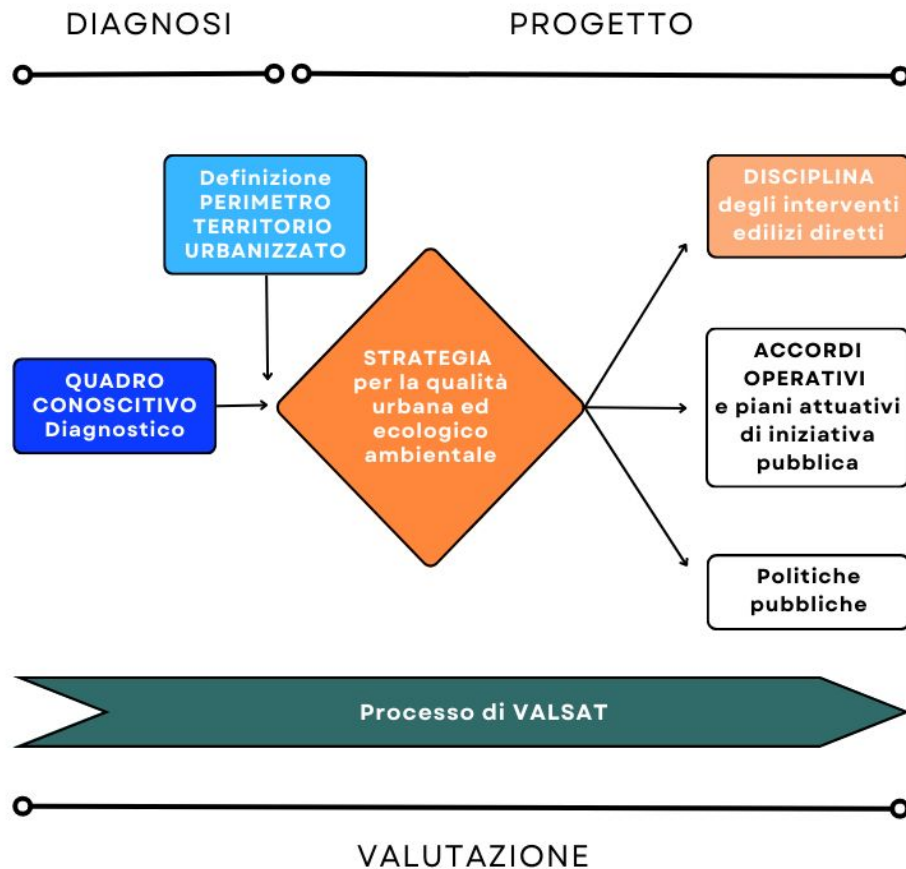 DIAGNOSI
PROGETTO
Definizione
PERIMETRO
TERRITORIO
URBANIZZATO
QUADRO
CONOSCITIVO
Diagnostico
STRATEGIA
per la qualità
urbana ed
ecologico
ambientale
DISCIPLINA
degli interventi
edilizi diretti
ACCORDI
OPERATIVI
e piani attuativi
di iniziativa
pubblica
Politiche
pubbliche
Processo di VALSAT
VALUTAZIONE